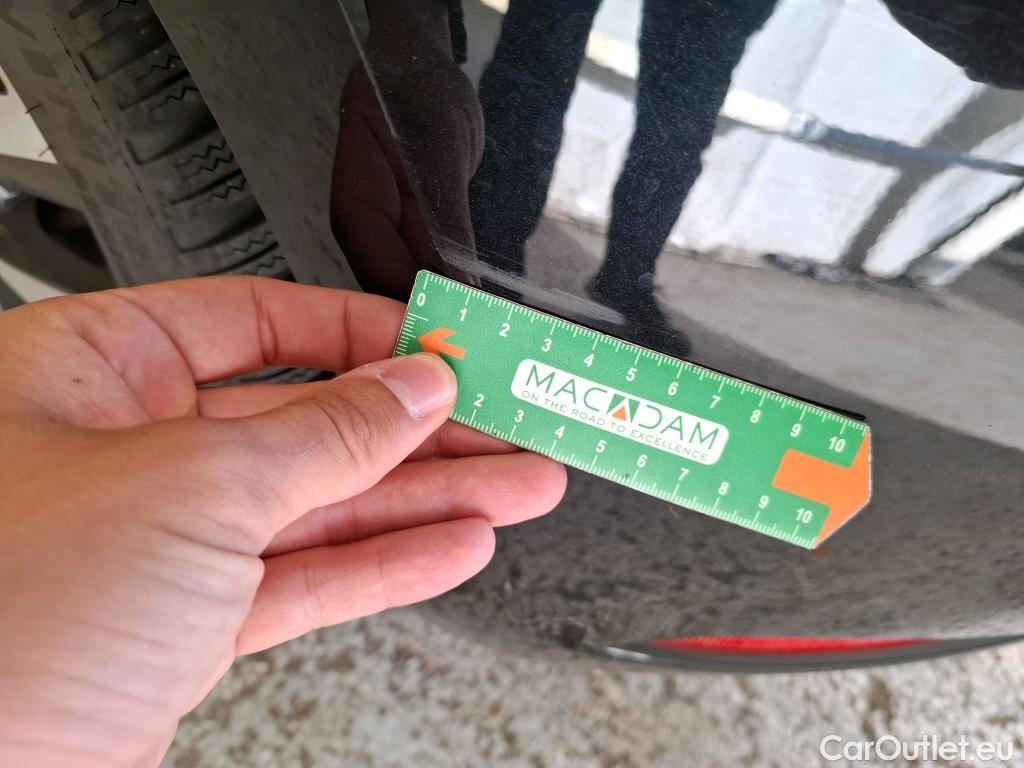 0 1 2 3 4 5 6 7 8 9 10
MACADAM
ON THE ROAD TO EXCELLENCE
2 3 4 5 6 7 8 9 10
CarOutlet.eu